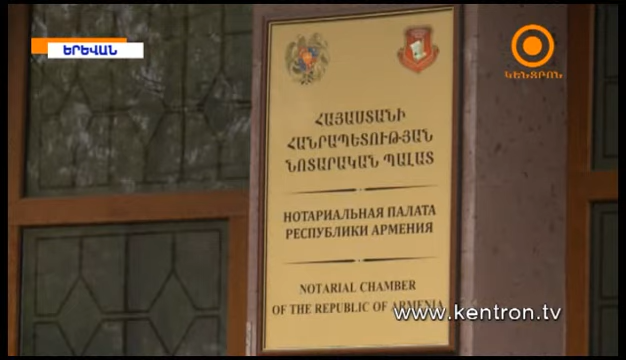 ԵՐԵՎԱՆ
ԿԵՆՏՐՈՆ
ՀԱՅԱՍՏԱՆԻ
ՀԱՆՐԱՊԵՏՈՒԹՅԱՆ
ՆՈՏԱՐԱԿԱՆ ՊԱԼԱՏ
НОТАРИАЛЬНАЯ ПАЛАТА
РЕСПУБЛИКИ АРМЕНИЯ
NOTARIAL CHAMBER
OF THE REPUBLIC OF ARMENIA
www.kentron.tv